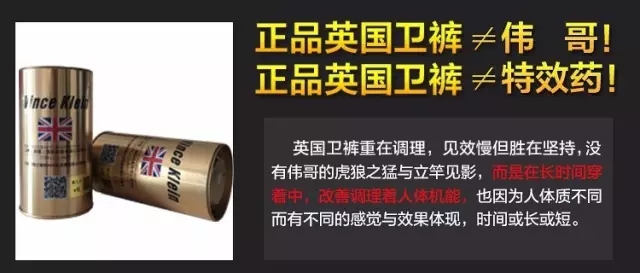 正品英国卫裤≠伟 哥!
正品英国卫裤≠特效药!
Vince Klein
Vince Klein
英国卫裤重在调理，见效慢但胜在坚持，没
有伟哥的虎狼之猛与立竿见影，而是在长时间穿
着中，改善调理着人体机能，也因为人体质不同
而有不同的感觉与效果体现，时间或长或短。